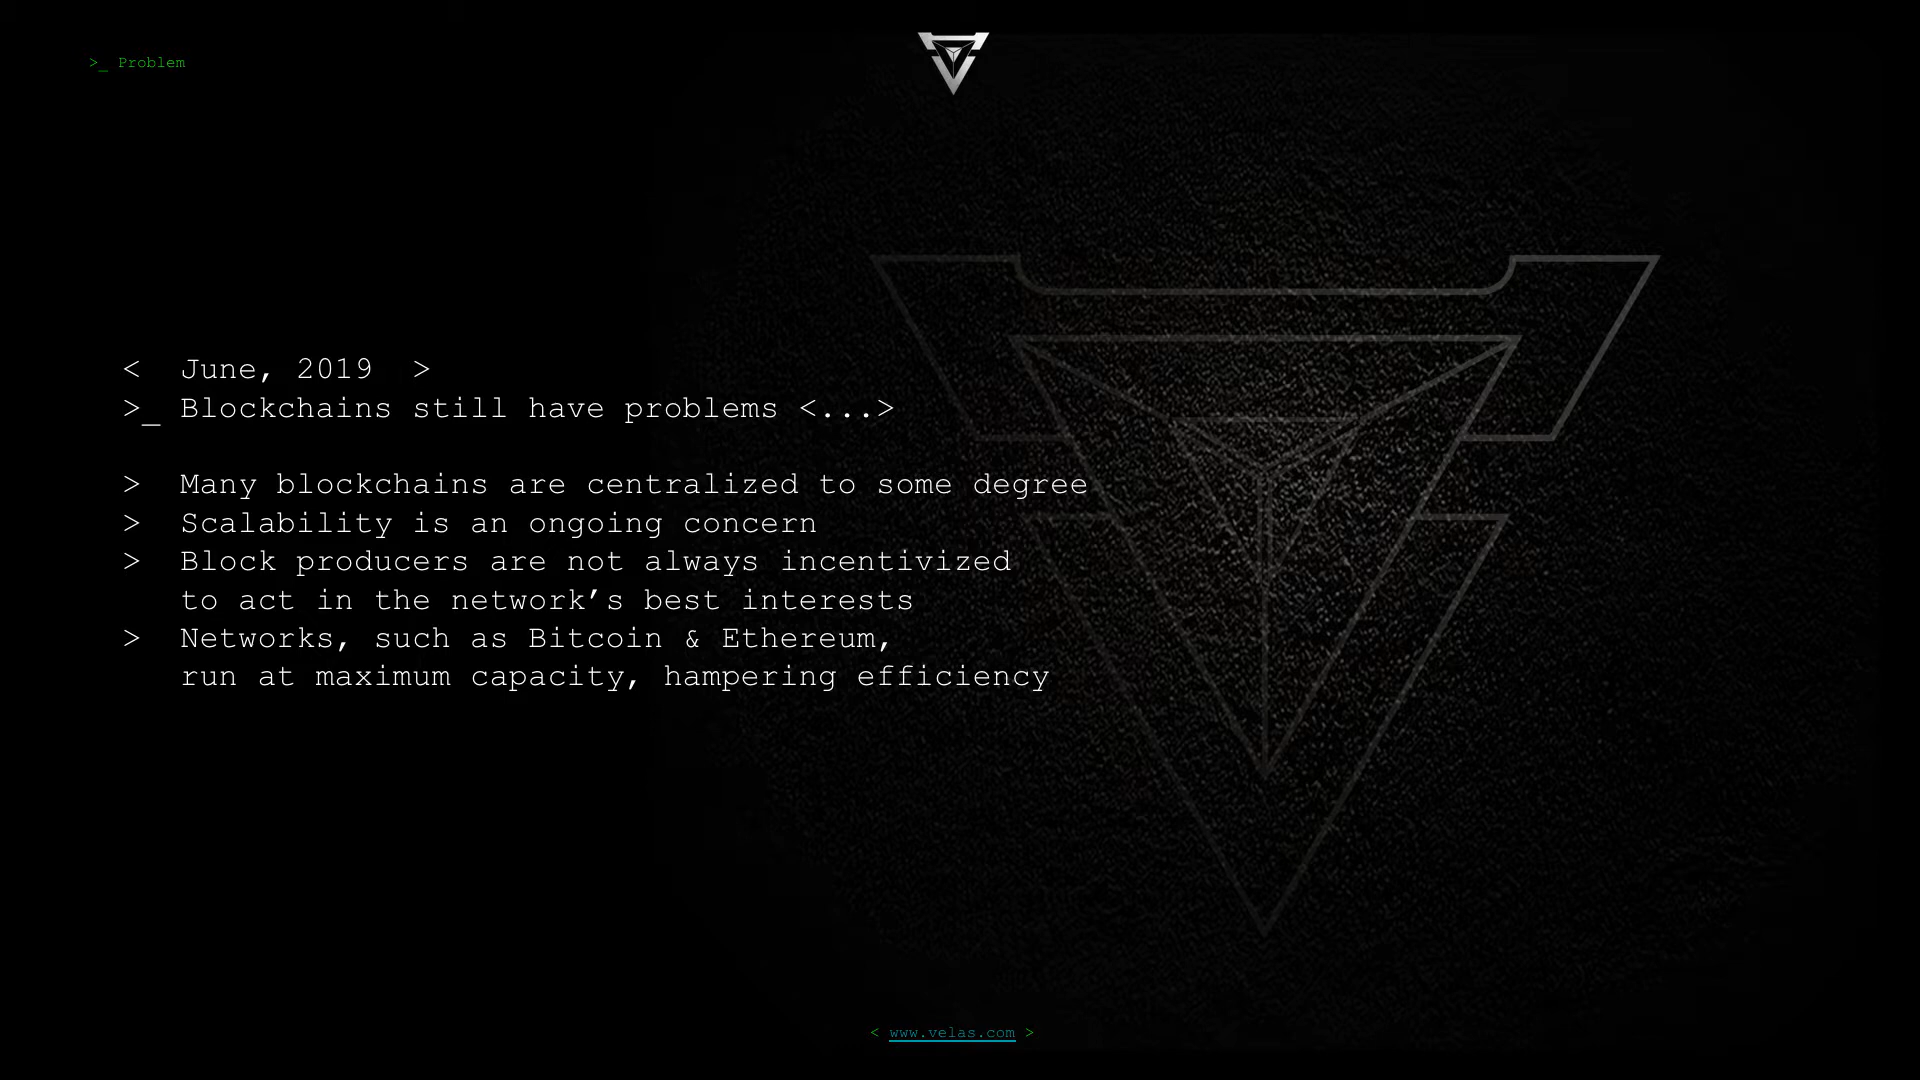 >_ Problem
<  June, 2019  >
>_ Blockchains still have problems <...>
>  Many blockchains are centralized to some degree
>  Scalability is an ongoing concern
>  Block producers are not always incentivized
to act in the network’s best interests
>  Networks, such as Bitcoin & Ethereum,
run at maximum capacity, hampering efficiency
< www.velas.com >